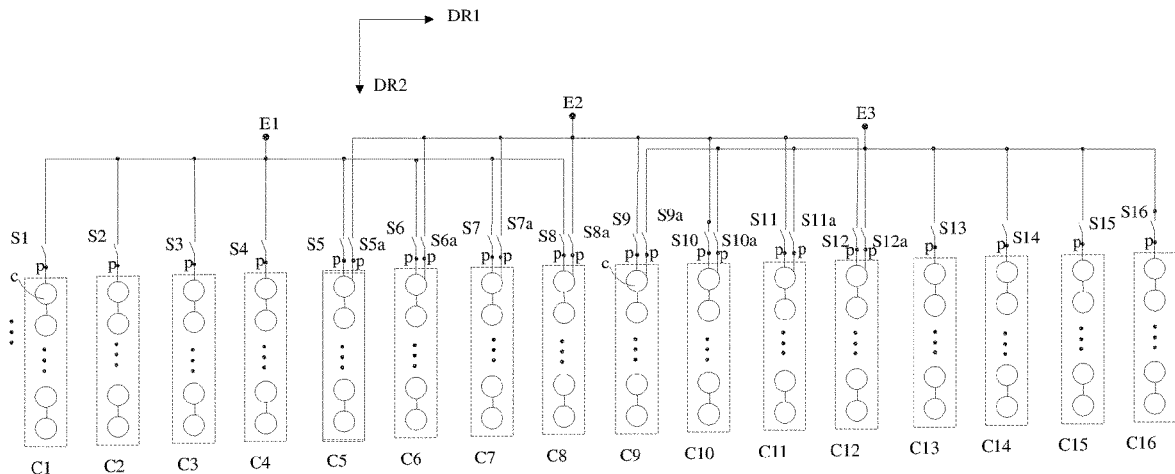 DR1
DR2
E1 E2 E3
S1 S2 S3 S4 S5 S5a S6 S6a S7 S7a S8 S8a S9 S9a S10 S10a S11 S11a S12 S12a S13 S14 S15 S16
p p p p p p p p p p p p p p p p p p p p p p p p
c c
C1 C2 C3 C4 C5 C6 C7 C8 C9 C10 C11 C12 C13 C14 C15 C16